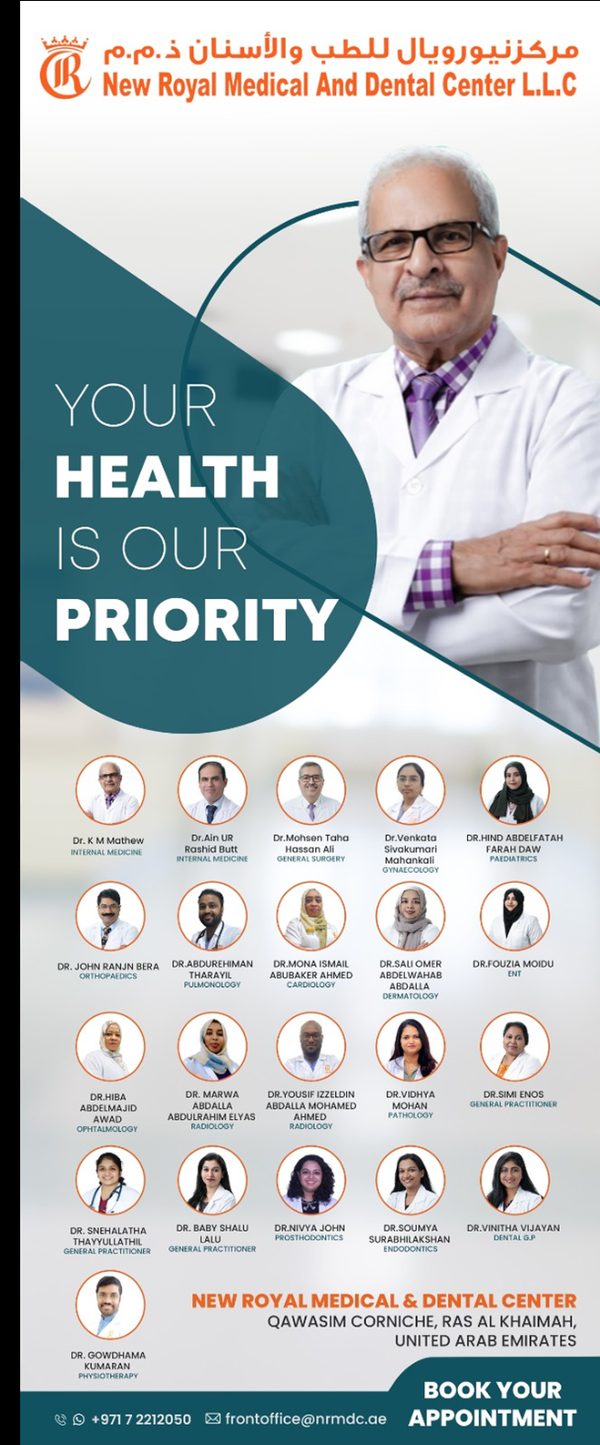 مركزنيورويال للطب والأسنان ذ.م.م
New Royal Medical And Dental Center L.L.C
YOUR
HEALTH
IS OUR
PRIORITY
Dr. K M Mathew
INTERNAL MEDICINE
Dr.Ain UR
Rashid Butt
INTERNAL MEDICINE
Dr.Mohsen Taha
Hassan Ali
GENERAL SURGERY
Dr.Venkata
Sivakumari
Mahankali
GYNAECOLOGY
DR.HIND ABDELFATAH
FARAH DAW
PAEDIATRICS
DR. JOHN RANJN BERA
ORTHOPAEDICS
DR.ABDUREHIMAN
THARAYIL
PULMONOLOGY
DR.MONA ISMAIL
ABUBAKER AHMED
CARDIOLOGY
DR.SALI OMER
ABDELWAHAB
ABDALLA
DERMATOLOGY
DR.FOUZIA MOIDU
ENT
DR.HIBA
ABDELMAJID
AWAD
OPHTALMOLOGY
DR. MARWA
ABDALLA
ABDULRAHIM ELYAS
RADIOLOGY
DR.YOUSIF IZZELDIN
ABDALLA MOHAMED
AHMED
RADIOLOGY
DR.VIDHYA
MOHAN
PATHOLOGY
DR.SIMI ENOS
GENERAL PRACTITIONER
DR. SNEHALATHA
THAYYULLATHIL
GENERAL PRACTITIONER
DR. BABY SHALU
LALU
GENERAL PRACTITIONER
DR.NIVYA JOHN
PROSTHODONTICS
DR.SOUMYA
SURABHILAKSHAN
ENDODONTICS
DR.VINITHA VIJAYAN
DENTAL G.P
DR. GOWDHAMA
KUMARAN
PHYSIOTHERAPY
NEW ROYAL MEDICAL & DENTAL CENTER
QAWASIM CORNICHE, RAS AL KHAIMAH,
UNITED ARAB EMIRATES
+971 7 2212050 frontoffice@nrmdc.ae
BOOK YOUR
APPOINTMENT